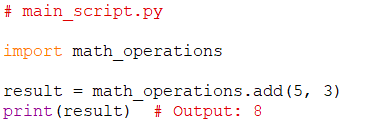 # main_script.py
import math_operations
result = math_operations.add(5, 3)
print(result)  # Output: 8